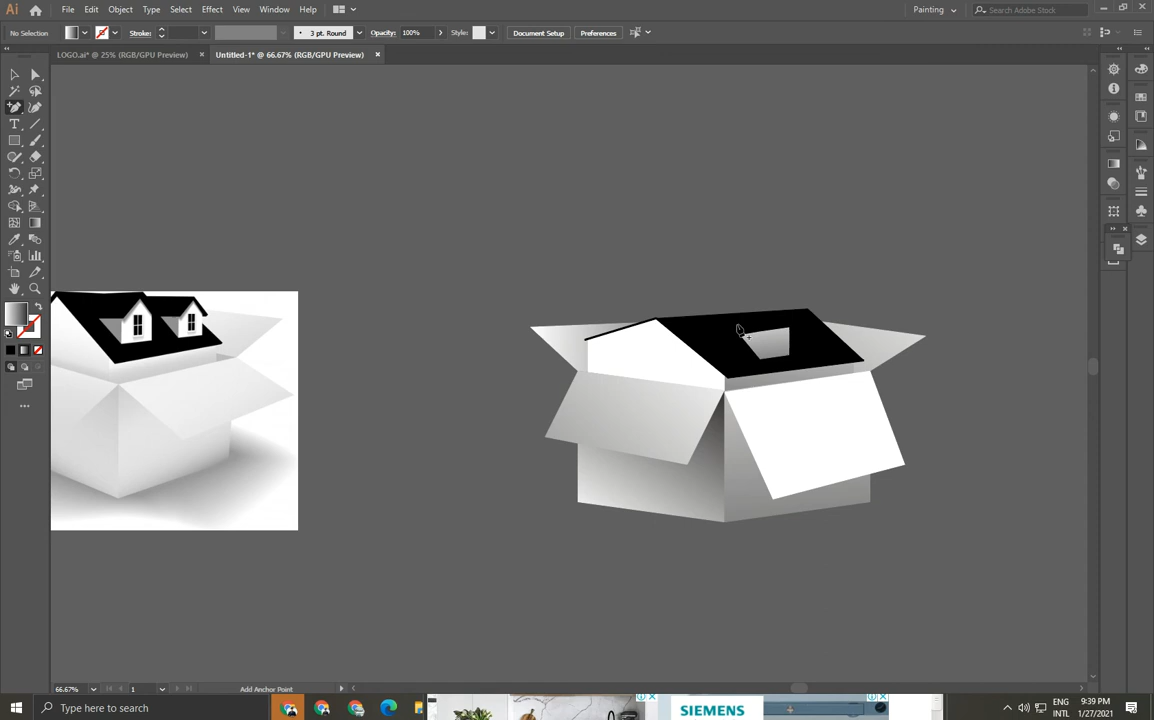 Ai File Edit Object Type Select Effect View Window Help Painting Search Adobe Stock
No Selection Stroke: 3 pt. Round Opacity: 100% Style: Document Setup Preferences
LOGO.ai* @ 25% (RGB/GPU Preview) × Untitled-1* @ 66.67% (RGB/GPU Preview) ×
66.67% 1 Add Anchor Point
Type here to search SIEMENS ENG INTL 9:39 PM 1/27/2021